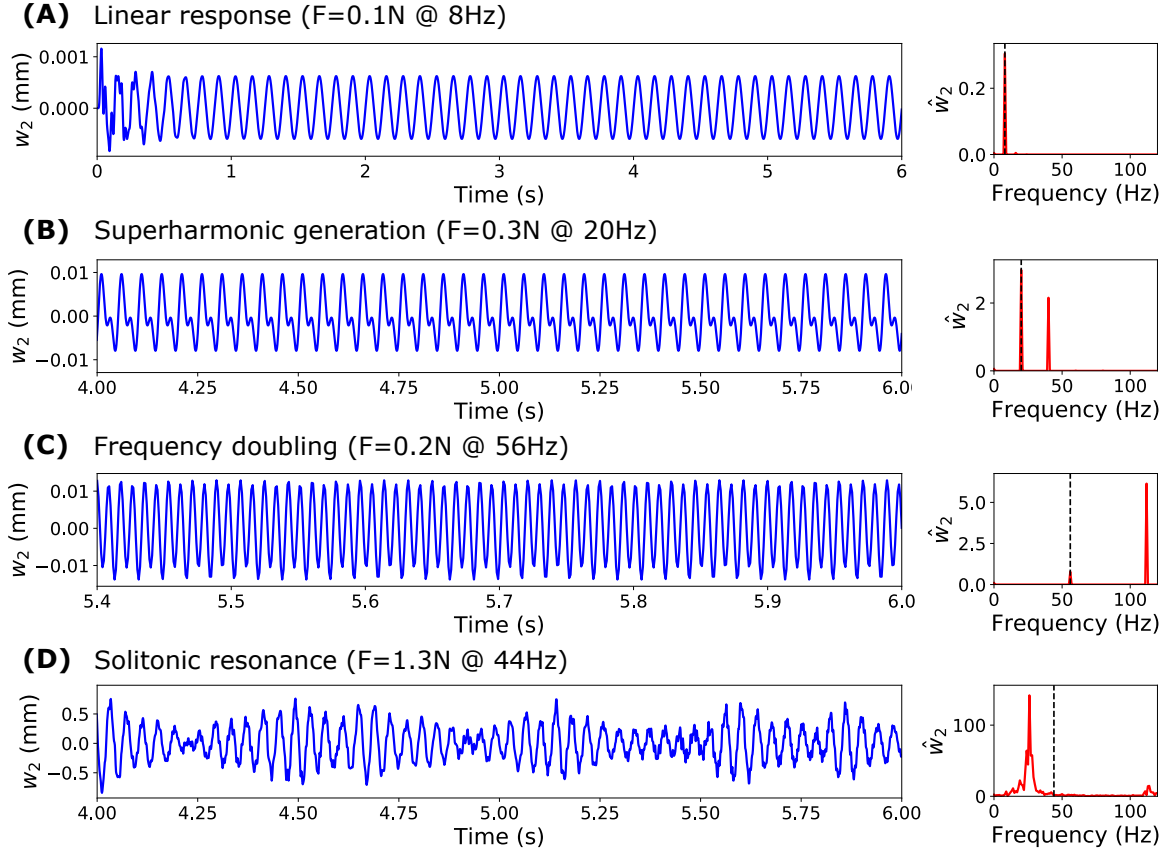 (A) Linear response (F=0.1N @ 8Hz)
w2 (mm)
0.001
0.000
0 1 2 3 4 5 6
Time (s)
ŵ2
0.2
0.0
0 50 100
Frequency (Hz)
(B) Superharmonic generation (F=0.3N @ 20Hz)
w2 (mm)
0.01
0.00
−0.01
4.00 4.25 4.50 4.75 5.00 5.25 5.50 5.75 6.00
Time (s)
ŵ2
2
0
0 50 100
Frequency (Hz)
(C) Frequency doubling (F=0.2N @ 56Hz)
w2 (mm)
0.01
0.00
−0.01
5.4 5.5 5.6 5.7 5.8 5.9 6.0
Time (s)
ŵ2
5.0
2.5
0.0
0 50 100
Frequency (Hz)
(D) Solitonic resonance (F=1.3N @ 44Hz)
w2 (mm)
0.5
0.0
−0.5
4.00 4.25 4.50 4.75 5.00 5.25 5.50 5.75 6.00
Time (s)
ŵ2
100
0
0 50 100
Frequency (Hz)